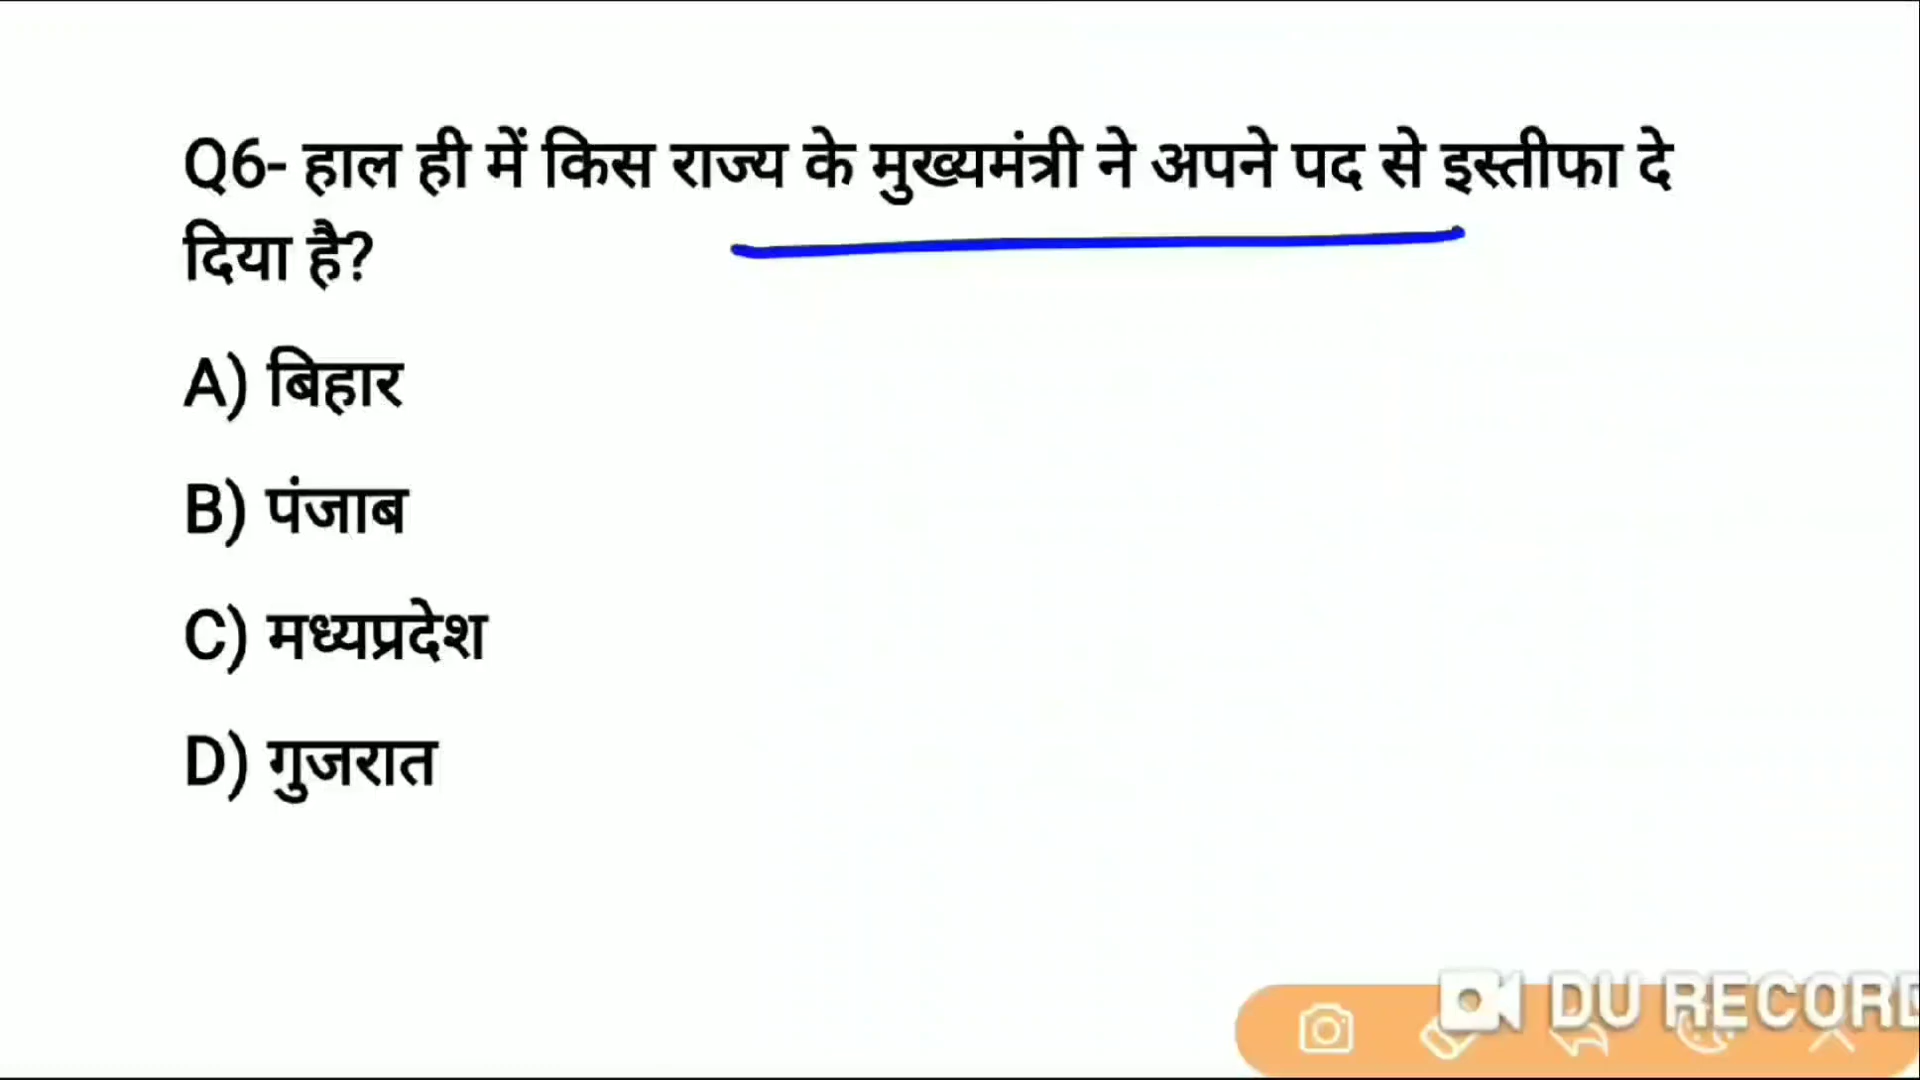 Q6- हाल ही में किस राज्य के मुख्यमंत्री ने अपने पद से इस्तीफा दे
दिया है?
A) बिहार
B) पंजाब
C) मध्यप्रदेश
D) गुजरात
DU RECORD